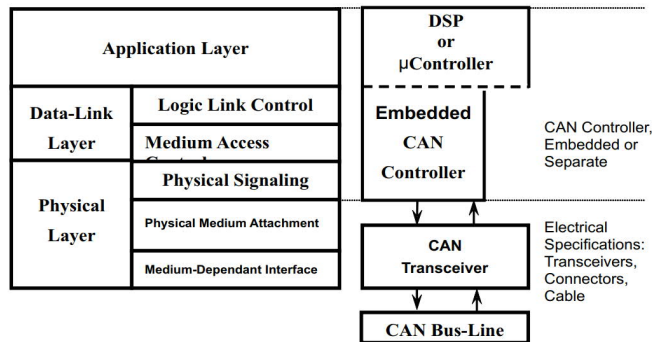 Application Layer
Data-Link
Layer
Logic Link Control
Medium Access
Physical
Layer
Physical Signaling
Physical Medium Attachment
Medium-Dependant Interface
DSP
or
µController
Embedded
CAN
Controller
CAN
Transceiver
CAN Bus-Line
CAN Controller,
Embedded or
Separate
Electrical
Specifications:
Transceivers,
Connectors,
Cable